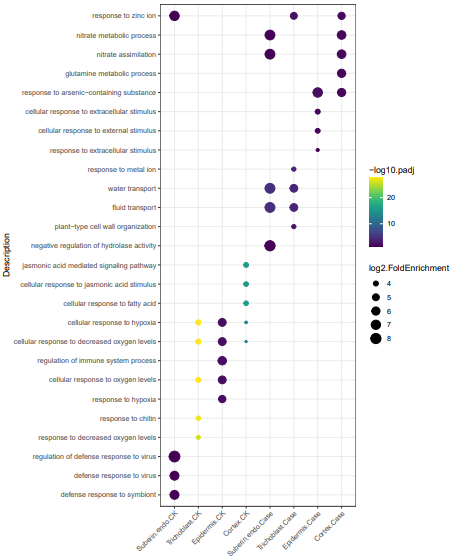 response to zinc ion
nitrate metabolic process
nitrate assimilation
glutamine metabolic process
response to arsenic−containing substance
cellular response to extracellular stimulus
cellular response to external stimulus
response to extracellular stimulus
response to metal ion
water transport
fluid transport
plant−type cell wall organization
negative regulation of hydrolase activity
jasmonic acid mediated signaling pathway
cellular response to jasmonic acid stimulus
cellular response to fatty acid
cellular response to hypoxia
cellular response to decreased oxygen levels
regulation of immune system process
cellular response to oxygen levels
response to hypoxia
response to chitin
response to decreased oxygen levels
regulation of defense response to virus
defense response to virus
defense response to symbiont
Description
Suberin.endo.CK
Trichoblast.CK
Epidermis.CK
Cortex.CK
Suberin.endo.Case
Trichoblast.Case
Epidermis.Case
Cortex.Case
−log10.padj
20
10
log2.FoldEnrichment
4
5
6
7
8